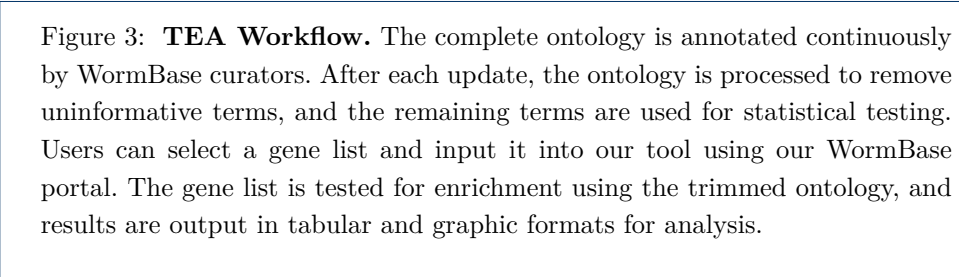 Figure 3: TEA Workflow. The complete ontology is annotated continuously
by WormBase curators. After each update, the ontology is processed to remove
uninformative terms, and the remaining terms are used for statistical testing.
Users can select a gene list and input it into our tool using our WormBase
portal. The gene list is tested for enrichment using the trimmed ontology, and
results are output in tabular and graphic formats for analysis.